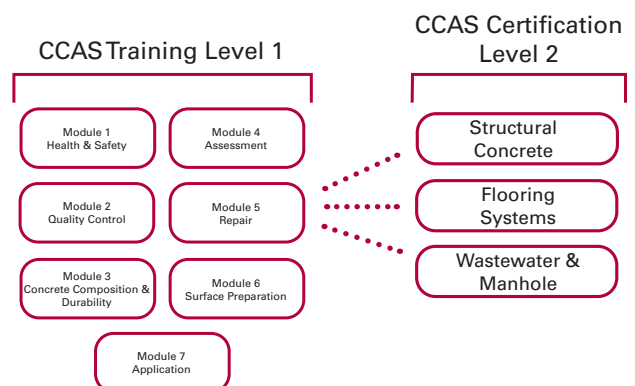 CCAS Training Level 1
Module 1
Health & Safety
Module 4
Assessment
Module 2
Quality Control
Module 5
Repair
Module 3
Concrete Composition &
Durability
Module 6
Surface Preparation
Module 7
Application
CCAS Certification
Level 2
Structural
Concrete
Flooring
Systems
Wastewater &
Manhole